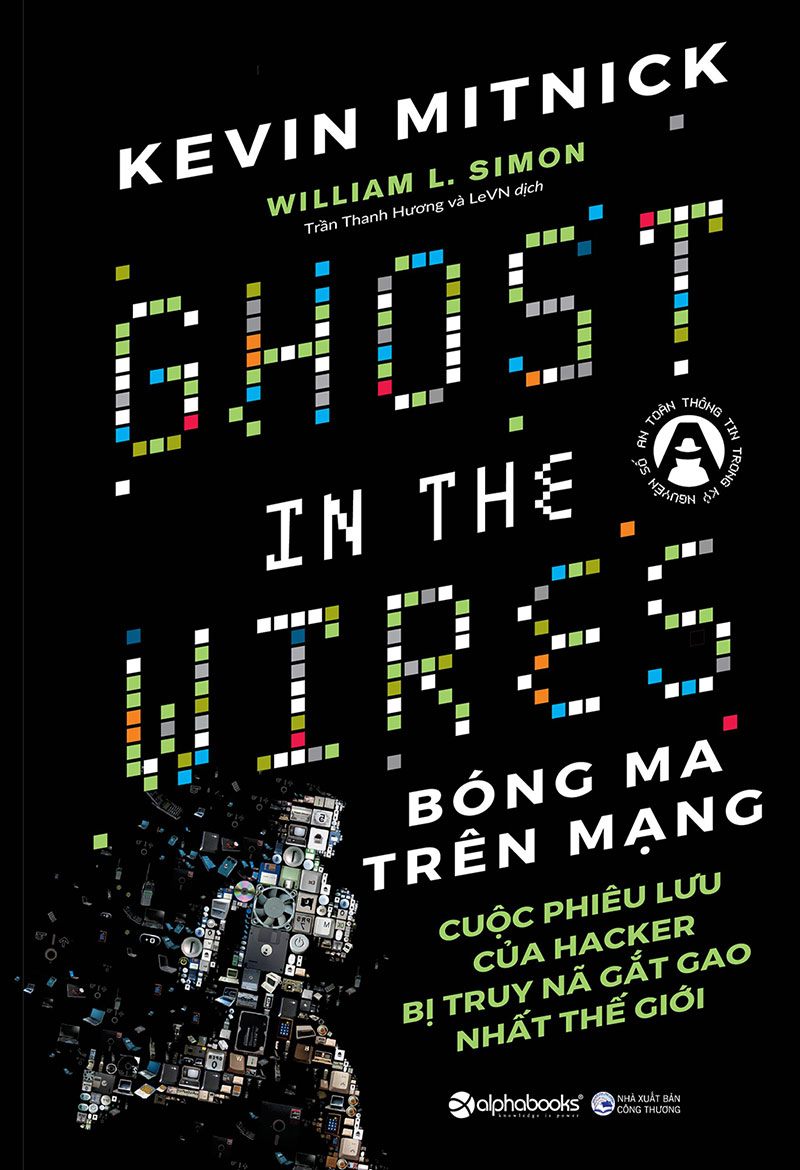 KEVIN MITNICK
WILLIAM L. SIMON
Trần Thanh Hương và LeVN dịch
GHOST
AN TOÀN THÔNG TIN TRONG KỶ NGUYÊN SỐ
IN THE
WIRES
BÓNG MA
TRÊN MẠNG
CUỘC PHIÊU LƯU
CỦA HACKER
BỊ TRUY NÃ GẮT GAO
NHẤT THẾ GIỚI
alphabooks
knowledge is power
NHÀ XUẤT BẢN
CÔNG THƯƠNG